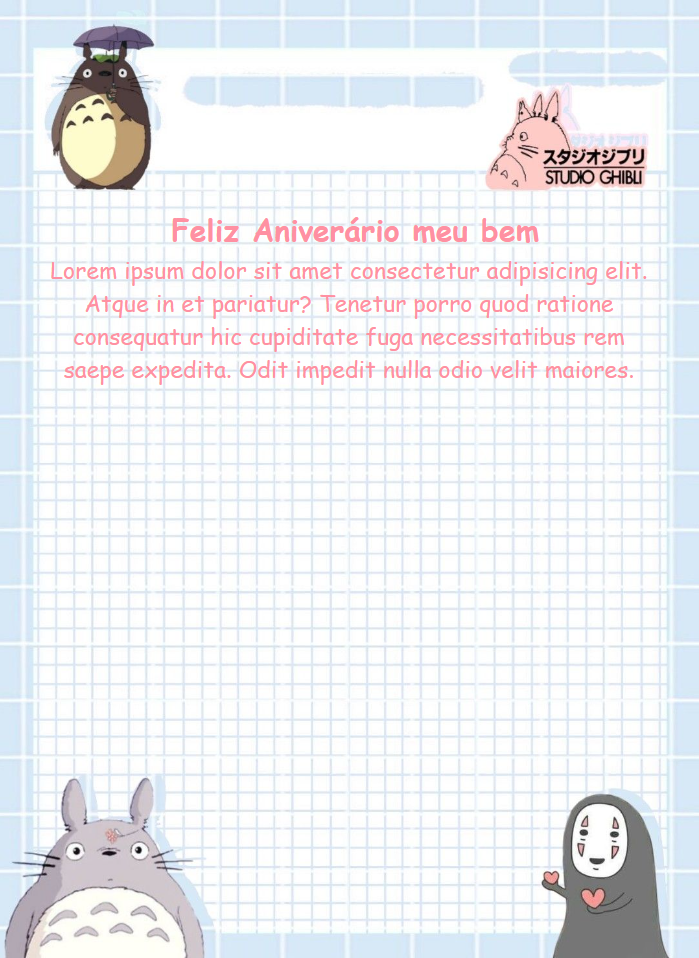 スタジオジブリ
STUDIO GHIBLI
Feliz Aniverário meu bem
Lorem ipsum dolor sit amet consectetur adipisicing elit.
Atque in et pariatur? Tenetur porro quod ratione
consequatur hic cupiditate fuga necessitatibus rem
saepe expedita. Odit impedit nulla odio velit maiores.